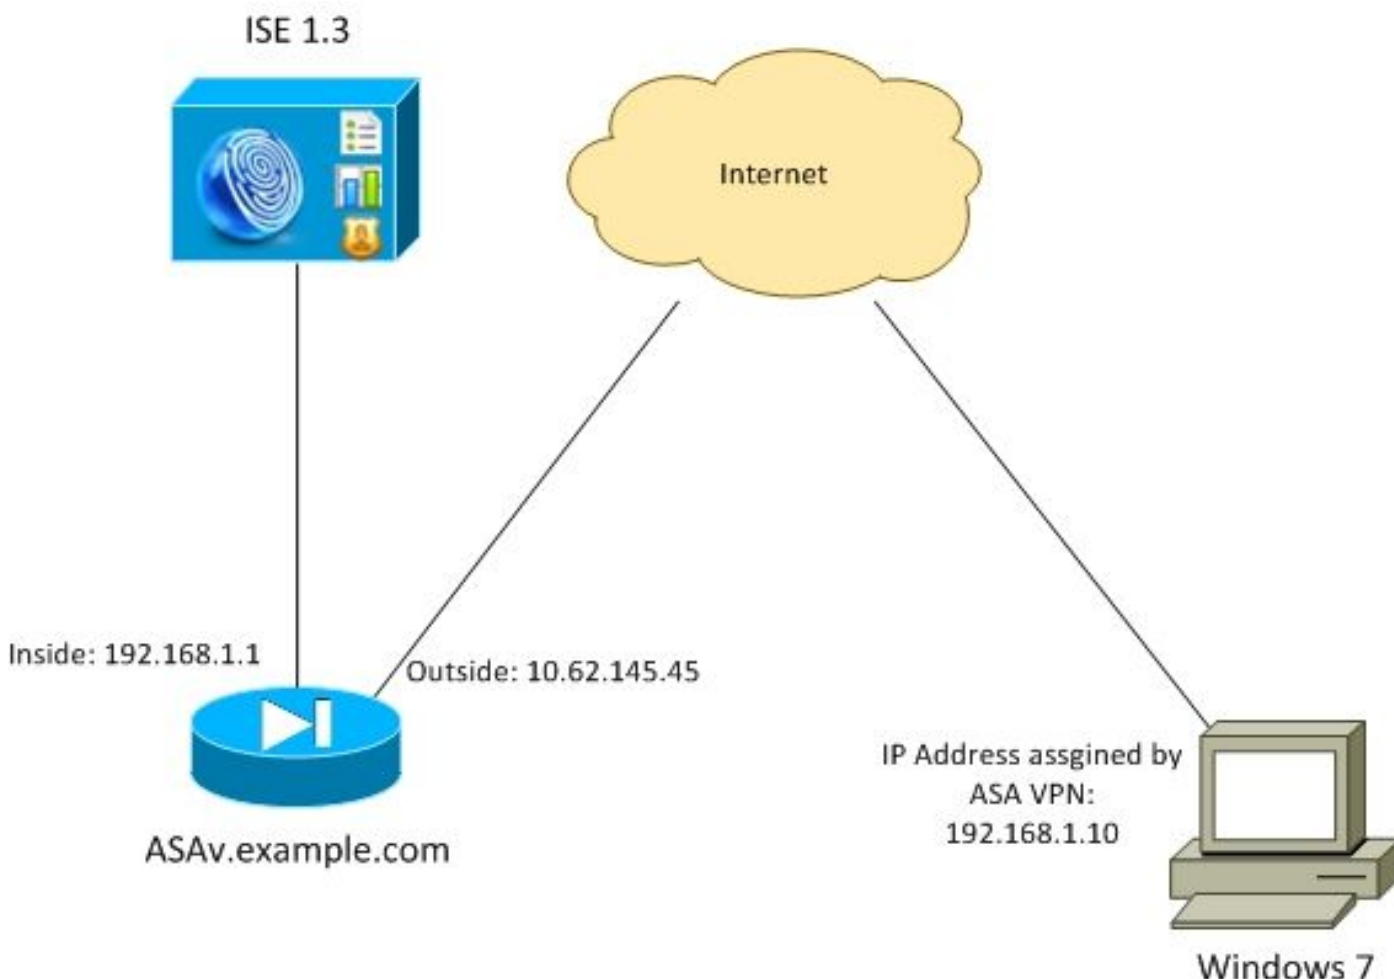 ISE 1.3
Internet
Inside: 192.168.1.1
Outside: 10.62.145.45
ASAv.example.com
IP Address assgined by
ASA VPN:
192.168.1.10
Windows 7